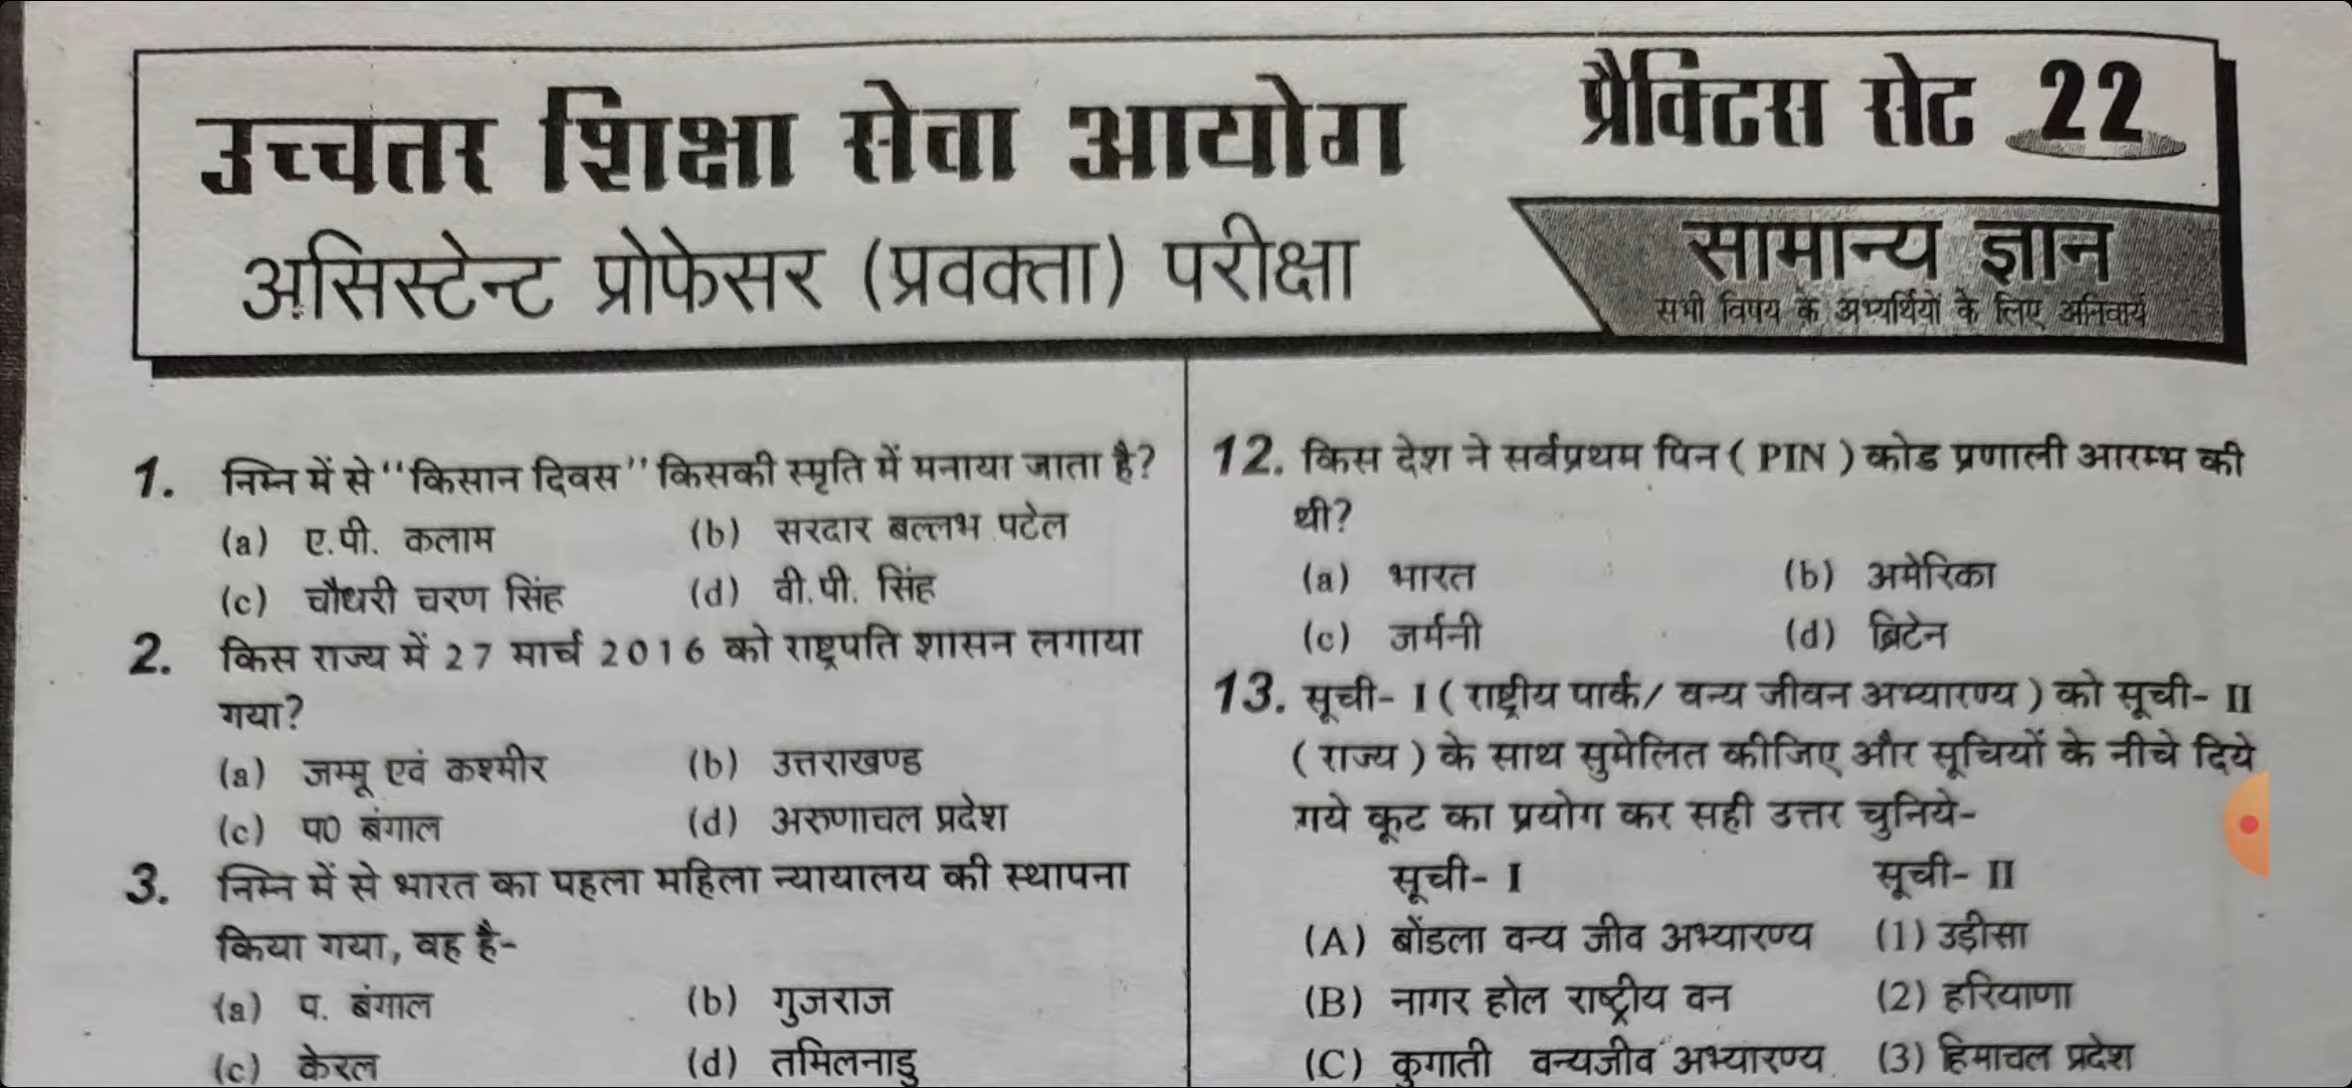 उच्चतर शिक्षा सेवा आयोग
असिस्टेन्ट प्रोफेसर (प्रवक्ता) परीक्षा
प्रैक्टिस सेट 22
सामान्य ज्ञान
सभी विषय के अभ्यर्थियों के लिए अनिवार्य
1. निम्न में से "किसान दिवस" किसकी स्मृति में मनाया जाता है?
(a) ए.पी. कलाम (b) सरदार बल्लभ पटेल
(c) चौधरी चरण सिंह (d) वी.पी. सिंह
2. किस राज्य में 27 मार्च 2016 को राष्ट्रपति शासन लगाया
गया?
(a) जम्मू एवं कश्मीर (b) उत्तराखण्ड
(c) प0 बंगाल (d) अरुणाचल प्रदेश
3. निम्न में से भारत का पहला महिला न्यायालय की स्थापना
किया गया, वह है-
(a) प. बंगाल (b) गुजराज
(c) केरल (d) तमिलनाडु
12. किस देश ने सर्वप्रथम पिन ( PIN ) कोड प्रणाली आरम्भ की
थी?
(a) भारत (b) अमेरिका
(c) जर्मनी (d) ब्रिटेन
13. सूची- I ( राष्ट्रीय पार्क/ वन्य जीवन अभ्यारण्य ) को सूची- II
( राज्य ) के साथ सुमेलित कीजिए और सूचियों के नीचे दिये
गये कूट का प्रयोग कर सही उत्तर चुनिये-
सूची- I सूची- II
(A) बोंडला वन्य जीव अभ्यारण्य (1) उड़ीसा
(B) नागर होल राष्ट्रीय वन (2) हरियाणा
(C) कुगाती वन्यजीव अभ्यारण्य (3) हिमाचल प्रदेश